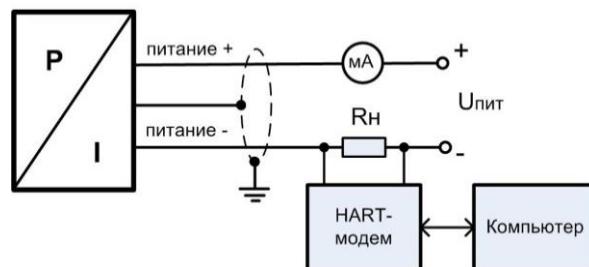 P
I
питание +
мА
+
Uпит
питание -
Rн
-
HART-
модем
Компьютер